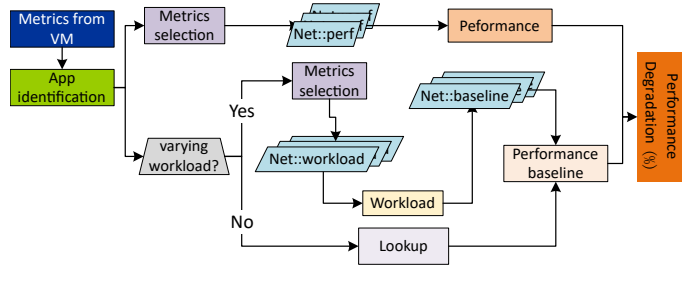 Metrics from
VM
App
identification
Metrics
selection
Net::perf
Peformance
varying
workload?
Yes
No
Metrics
selection
Net::workload
Workload
Net::baseline
Lookup
Performance
baseline
Performance
Degradation (%)